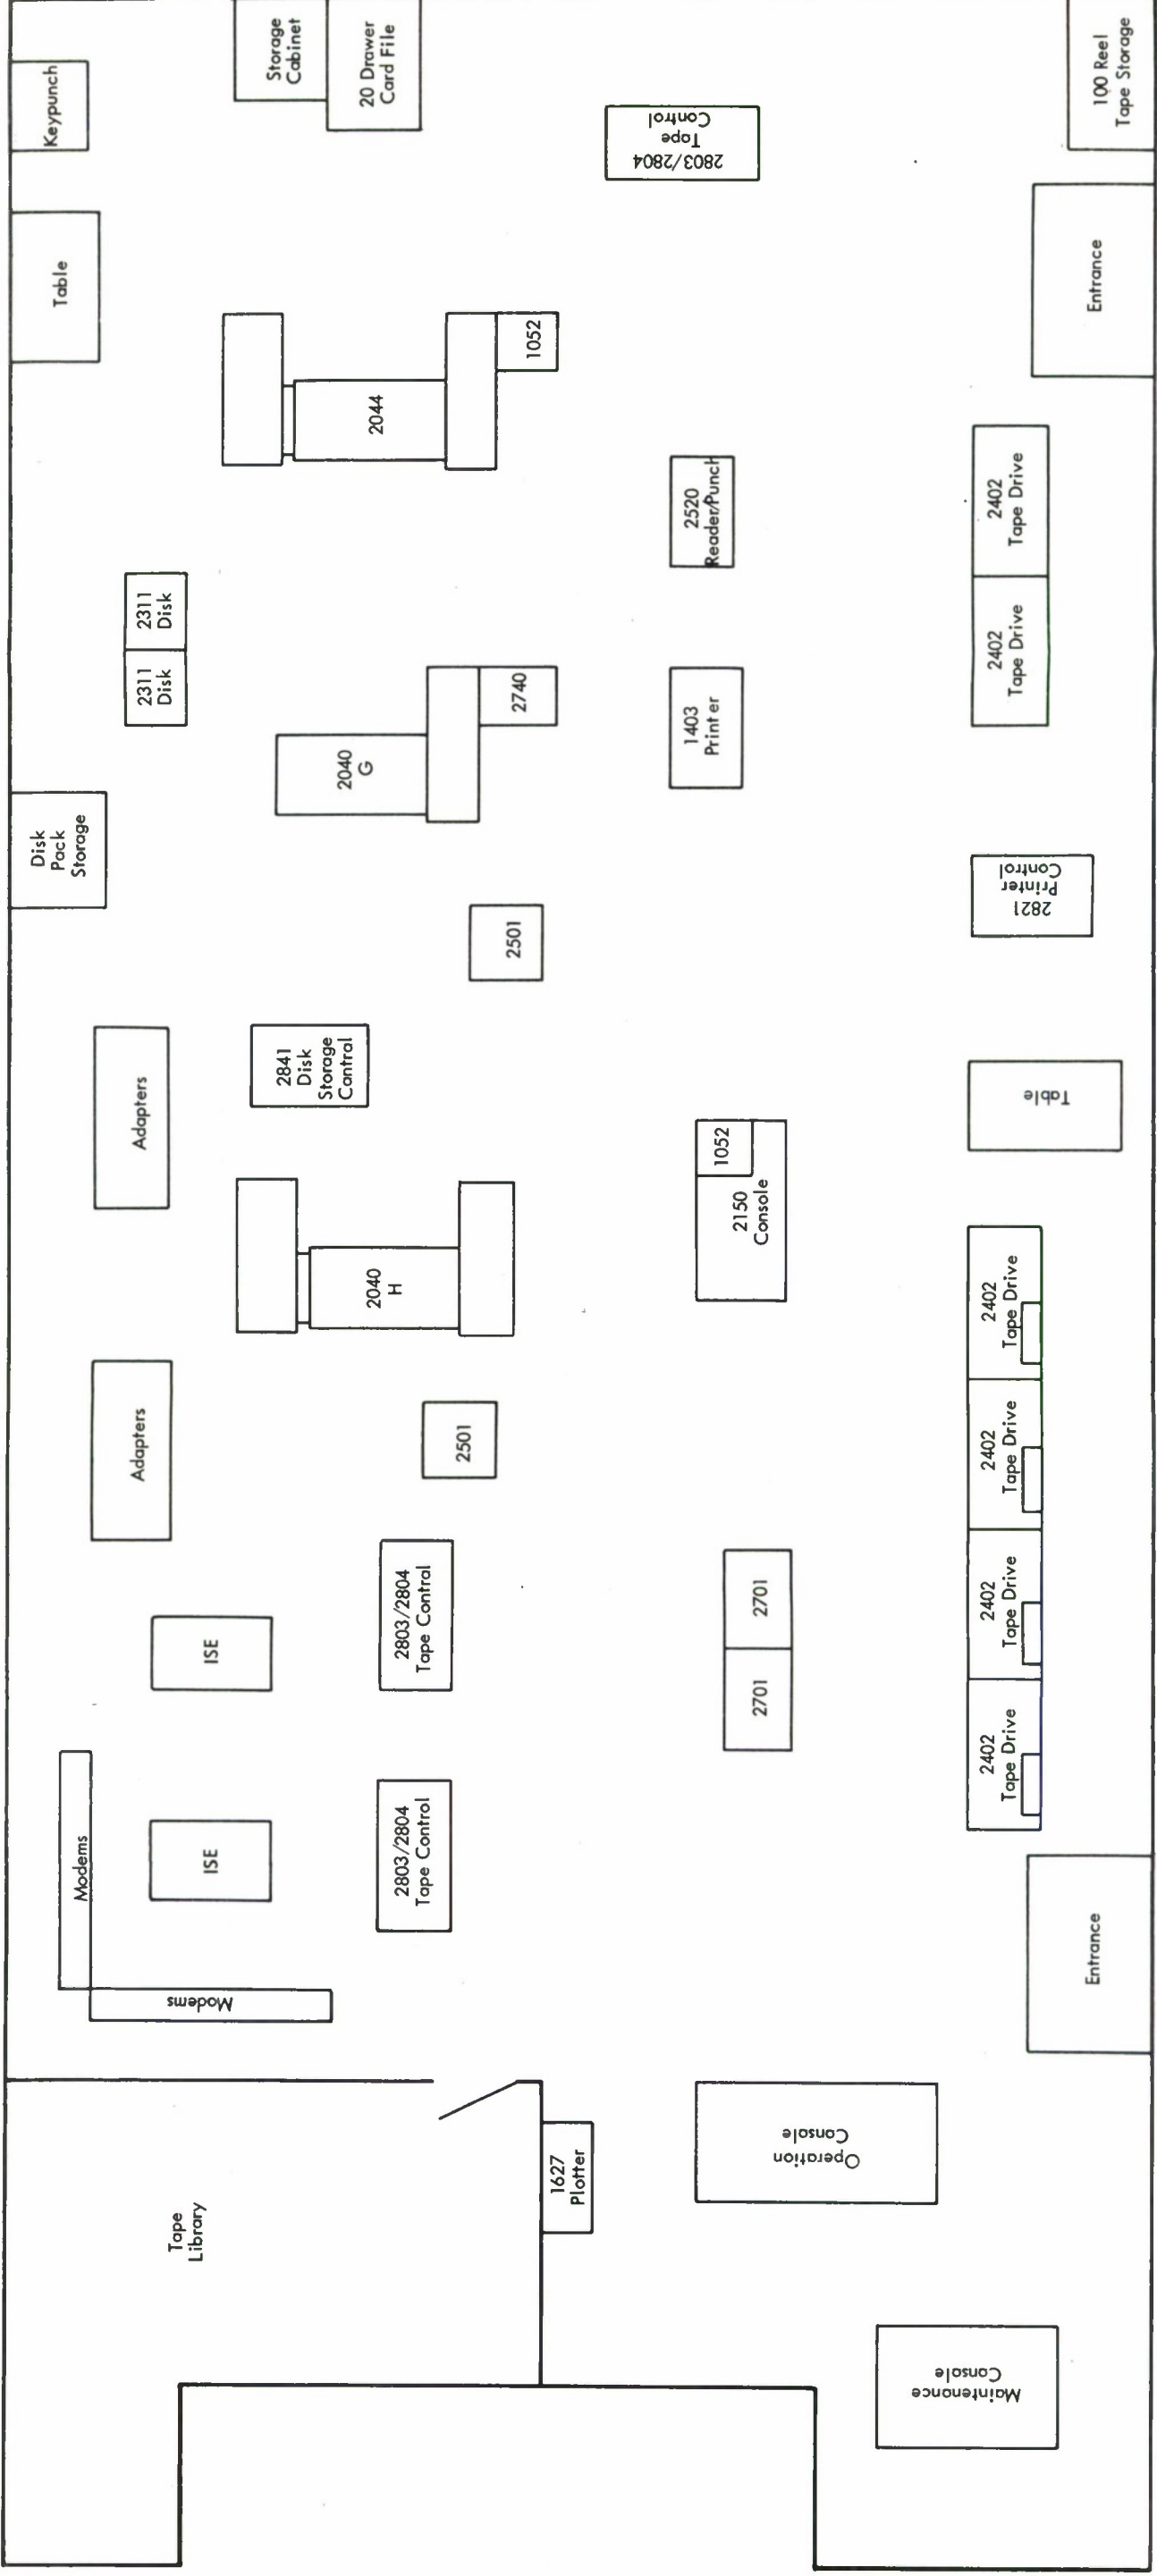 Keypunch
Storage
Cabinet
20 Drawer
Card File
100 Reel
Tape Storage
2803/2804
Tape
Control
Table
Entrance
1052
2044
2520
Reader/Punch
2402
Tape Drive
2402
Tape Drive
2311
Disk
2311
Disk
2740
2040
G
1403
Printer
Disk
Pack
Storage
2821
Printer
Control
2501
Adapters
2841
Disk
Storage
Cantral
Table
1052
2150
Console
2040
H
2402
Tape Drive
2402
Tape Drive
2402
Tape Drive
2402
Tape Drive
Adapters
2501
2803/2804
Tape Cantral
2701
2701
ISE
ISE
Modems
Modems
2803/2804
Tape Control
Entrance
Tape
Library
1627
Plotter
Operation
Console
Maintenance
Console